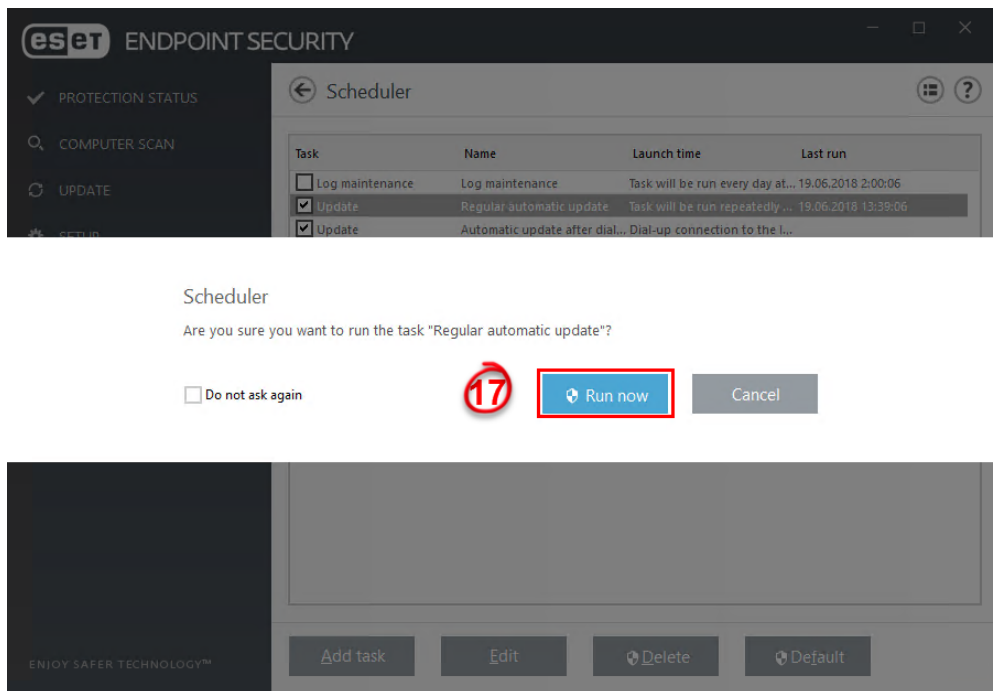 eset ENDPOINT SECURITY
PROTECTION STATUS
COMPUTER SCAN
UPDATE
SETUP
Scheduler
Task Name Launch time Last run
Log maintenance Log maintenance Task will be run every day at... 19.06.2018 2:00:06
Update Regular automatic update Task will be run repeatedly ... 19.06.2018 13:39:06
Update Automatic update after dial... Dial-up connection to the I...
Scheduler
Are you sure you want to run the task "Regular automatic update"?
Do not ask again
17
Run now
Cancel
Add task Edit Delete Default
ENJOY SAFER TECHNOLOGY™